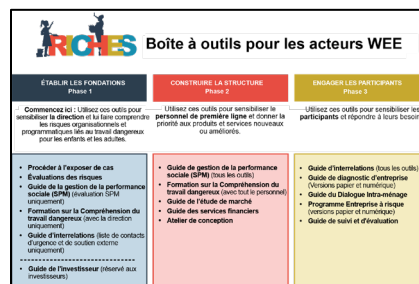 RICHES
Boîte à outils pour les acteurs WEE
ÉTABLIR LES FONDATIONS
Phase 1
Commencez ici : Utilisez ces outils pour
sensibiliser la direction et lui faire comprendre
les risques organisationnels et
programmatiques liés au travail dangereux
pour les enfants et les adultes.
• Procéder à l'exposer de cas
• Évaluations des risques
• Guide de la gestion de la performance
sociale (SPM) (évaluation SPM
uniquement)
• Formation sur la Compréhension du
travail dangereux (avec la direction
uniquement)
• Guide d'interrelations (liste de contacts
d'urgence et de soutien externe
uniquement)
• Guide de l'investisseur (réservé aux
investisseurs)
CONSTRUIRE LA STRUCTURE
Phase 2
Utilisez ces outils pour sensibiliser le
personnel de première ligne et donner la
priorité aux produits et services nouveaux
ou améliorés.
• Guide de gestion de la performance
sociale (SPM) (tous les outils)
• Formation sur la Compréhension du
travail dangereux (avec tout le personnel)
• Guide de l'étude de marché
• Guide des services financiers
• Atelier de conception
ENGAGER LES PARTICIPANTS
Phase 3
Utilisez ces outils pour sensibiliser les
participants et répondre à leurs besoin
• Guide d'interrelations (tous les outils)
• Guide de diagnostic d'entreprise
(Versions papier et numérique)
• Guide du Dialogue Intra-ménage
• Programme Entreprise à risque
(versions papier et numérique)
• Guide de suivi et d'évaluation